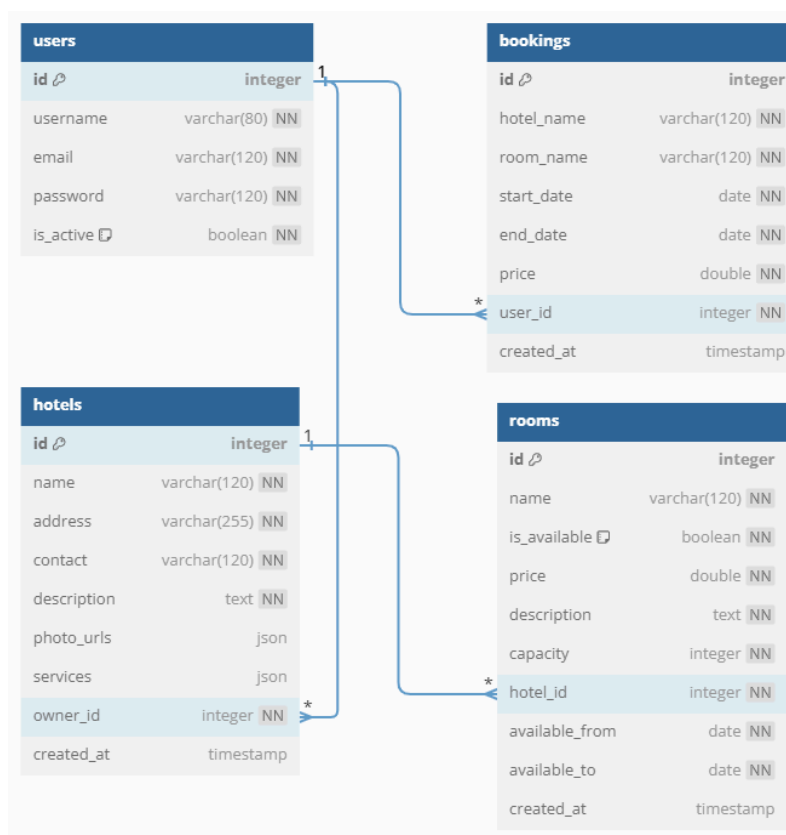 users
id integer
username varchar(80) NN
email varchar(120) NN
password varchar(120) NN
is_active boolean NN
1
bookings
id integer
hotel_name varchar(120) NN
room_name varchar(120) NN
start_date date NN
end_date date NN
price double NN
* user_id integer NN
created_at timestamp
hotels
id integer
name varchar(120) NN
address varchar(255) NN
contact varchar(120) NN
description text NN
photo_urls json
services json
owner_id integer NN *
created_at timestamp
1
rooms
id integer
name varchar(120) NN
is_available boolean NN
price double NN
description text NN
capacity integer NN
* hotel_id integer NN
available_from date NN
available_to date NN
created_at timestamp